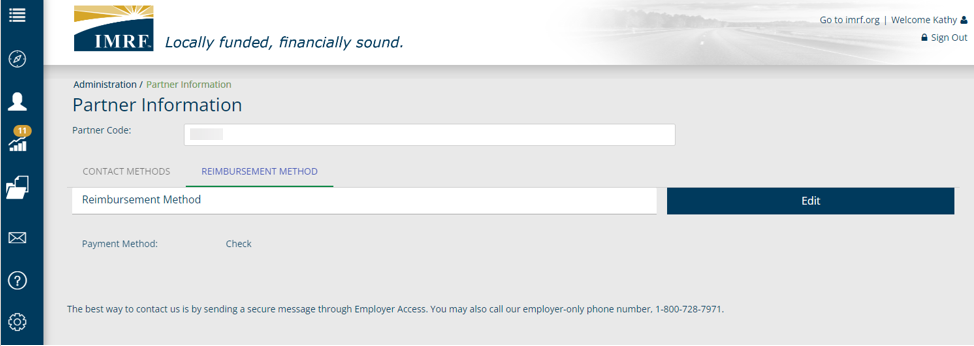 Go to imrf.org | Welcome Kathy
IMRF
Locally funded, financially sound.
Sign Out
Administration / Partner Information
Partner Information
11
Partner Code:
CONTACT METHODS REIMBURSEMENT METHOD
Reimbursement Method Edit
Payment Method: Check
The best way to contact us is by sending a secure message through Employer Access. You may also call our employer-only phone number, 1-800-728-7971.